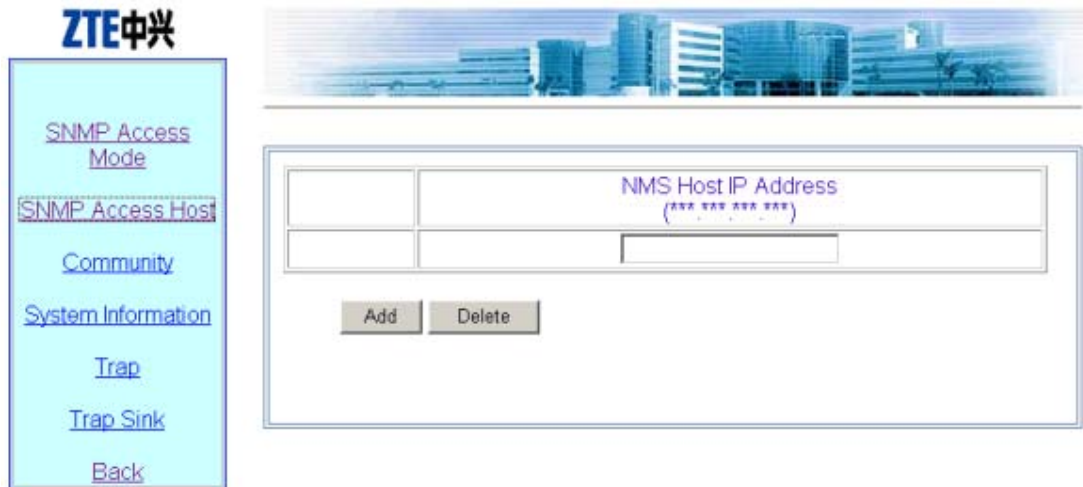 ZTE中兴
SNMP Access
Mode
SNMP Access Host
Community
System Information
Trap
Trap Sink
Back
NMS Host IP Address
(***.***.***.***)
Add
Delete